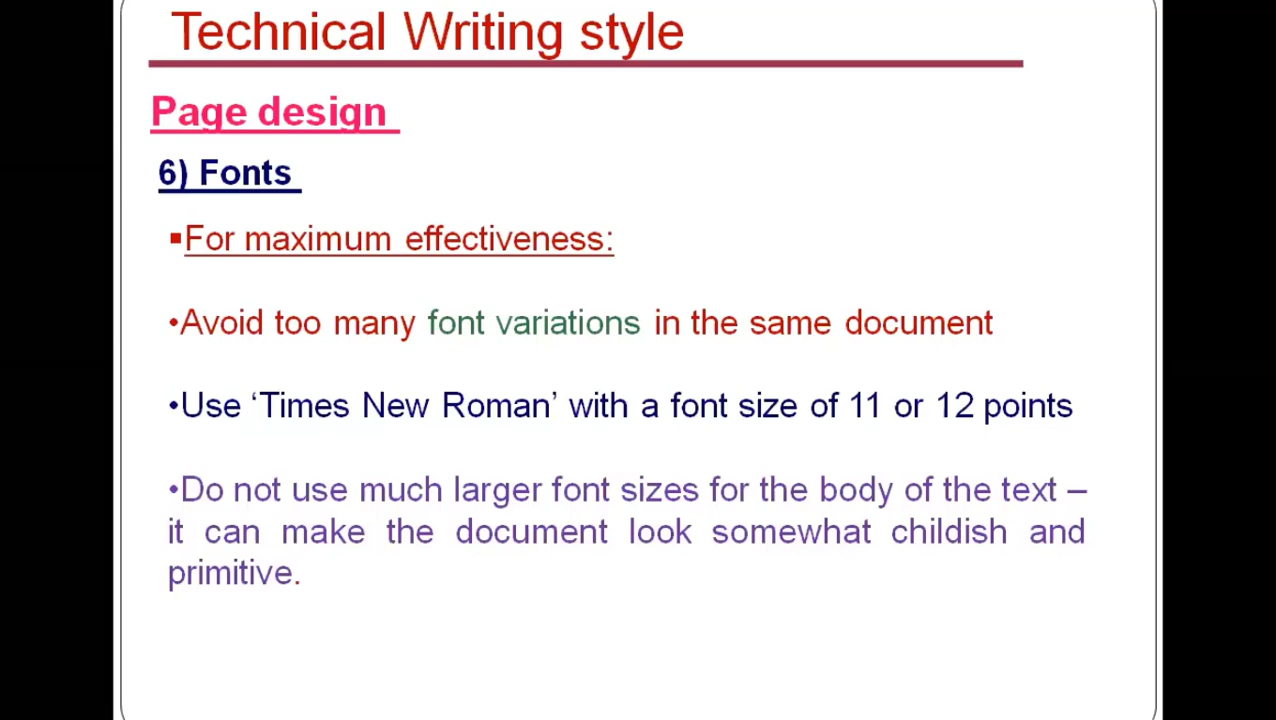 Technical Writing style
Page design
6) Fonts
▪For maximum effectiveness:
•Avoid too many font variations in the same document
•Use ‘Times New Roman’ with a font size of 11 or 12 points
•Do not use much larger font sizes for the body of the text –
it can make the document look somewhat childish and
primitive.